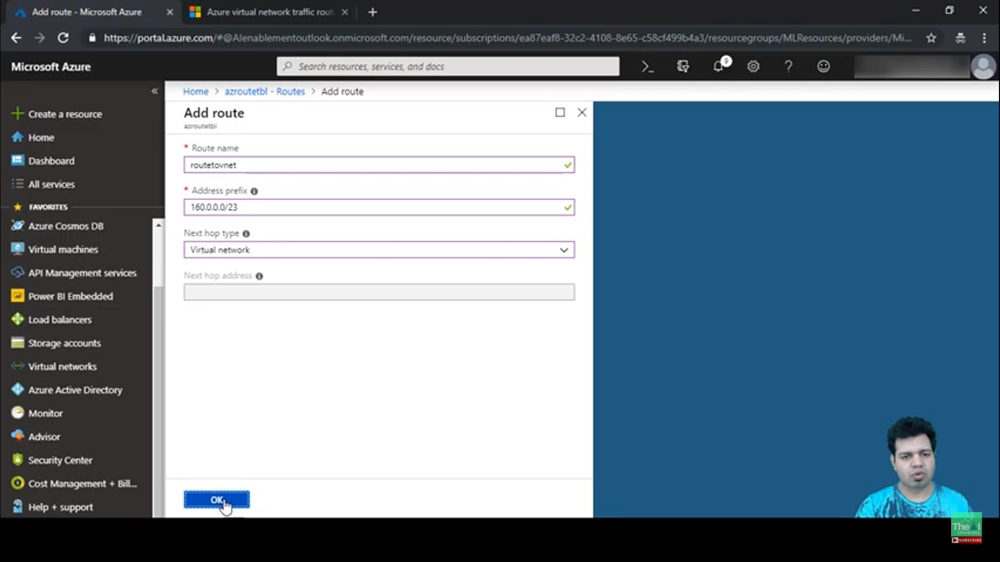 Add route - Microsoft Azure
Azure virtual network traffic rout
https://portal.azure.com/#@AIenablementoutlook.onmicrosoft.com/resource/subscriptions/ea87eaf8-32c2-4108-8e65-c58cf499b4a3/resourcegroups/MLResources/providers/Mi...
Microsoft Azure
Search resources, services, and docs
9
Home > azroutetbl - Routes > Add route
Create a resource
Home
Dashboard
All services
FAVORITES
Azure Cosmos DB
Virtual machines
API Management services
Power BI Embedded
Load balancers
Storage accounts
Virtual networks
Azure Active Directory
Monitor
Advisor
Security Center
Cost Management + Bill...
Help + support
Add route
azroutetbl
* Route name
routetovnet
* Address prefix
160.0.0.0/23
Next hop type
Virtual network
Next hop address
OK
The AI
University
SUBSCRIBE